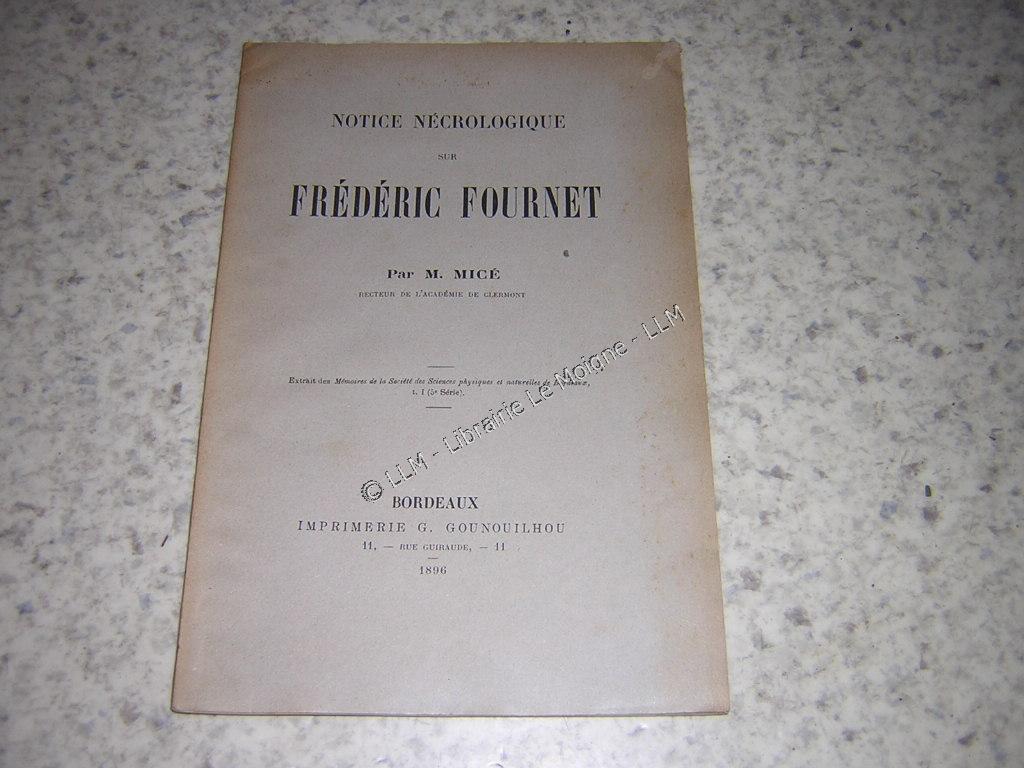 NOTICE NÉCROLOGIQUE
SUR
FRÉDÉRIC FOURNET
Par M. MICÉ
RECTEUR DE L'ACADÉMIE DE CLERMONT
Extrait des Mémoires de la Société des Sciences physiques et naturelles de Bordeaux,
t. I (5e Série).
© LLM - Librairie Le Moigne - LLM
BORDEAUX
IMPRIMERIE G. GOUNOUILHOU
11, — RUE GUIRAUDE, — 11
1896